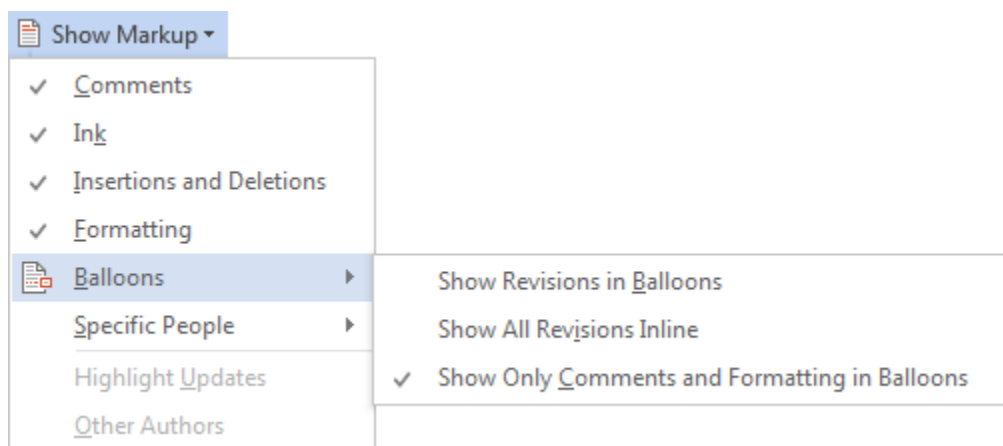 Show Markup
Comments
Ink
Insertions and Deletions
Formatting
Balloons
Show Revisions in Balloons
Show All Revisions Inline
Show Only Comments and Formatting in Balloons
Specific People
Highlight Updates
Other Authors